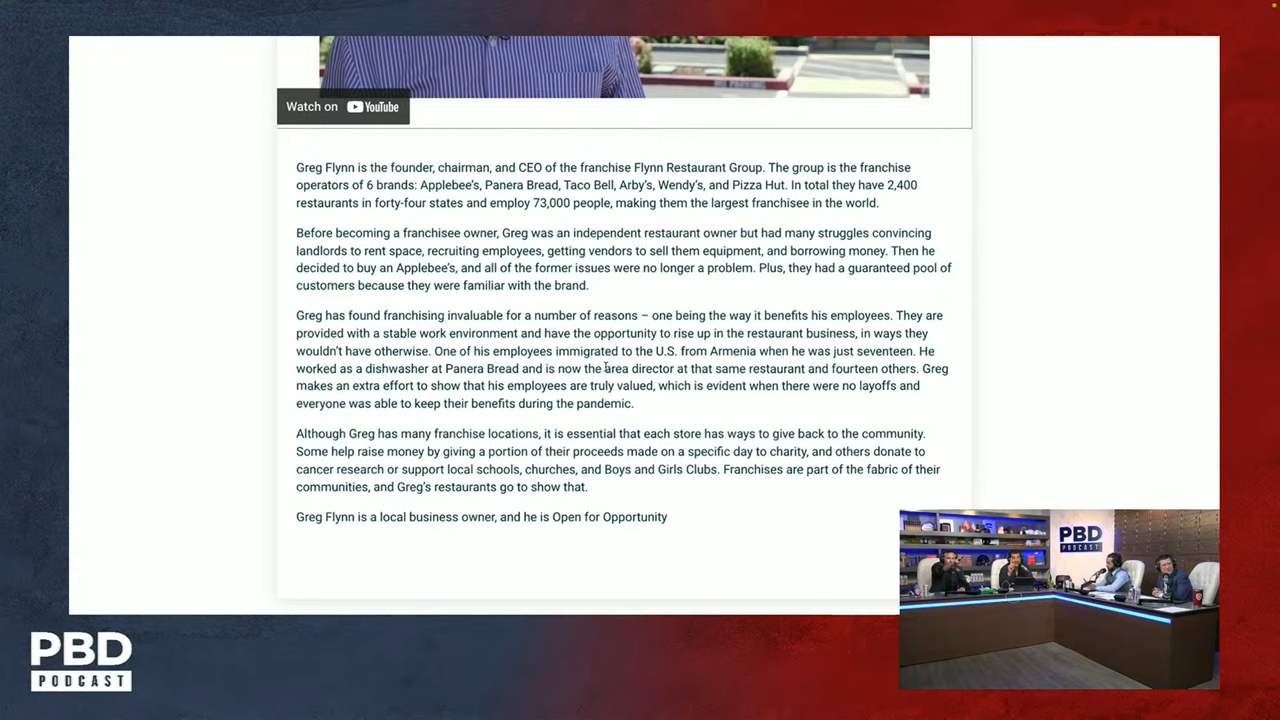 Watch on YouTube
Greg Flynn is the founder, chairman, and CEO of the franchise Flynn Restaurant Group. The group is the franchise
operators of 6 brands: Applebee's, Panera Bread, Taco Bell, Arby's, Wendy's, and Pizza Hut. In total they have 2,400
restaurants in forty-four states and employ 73,000 people, making them the largest franchisee in the world.
Before becoming a franchisee owner, Greg was an independent restaurant owner but had many struggles convincing
landlords to rent space, recruiting employees, getting vendors to sell them equipment, and borrowing money. Then he
decided to buy an Applebee's, and all of the former issues were no longer a problem. Plus, they had a guaranteed pool of
customers because they were familiar with the brand.
Greg has found franchising invaluable for a number of reasons – one being the way it benefits his employees. They are
provided with a stable work environment and have the opportunity to rise up in the restaurant business, in ways they
wouldn't have otherwise. One of his employees immigrated to the U.S. from Armenia when he was just seventeen. He
worked as a dishwasher at Panera Bread and is now the area director at that same restaurant and fourteen others. Greg
makes an extra effort to show that his employees are truly valued, which is evident when there were no layoffs and
everyone was able to keep their benefits during the pandemic.
Although Greg has many franchise locations, it is essential that each store has ways to give back to the community.
Some help raise money by giving a portion of their proceeds made on a specific day to charity, and others donate to
cancer research or support local schools, churches, and Boys and Girls Clubs. Franchises are part of the fabric of their
communities, and Greg's restaurants go to show that.
Greg Flynn is a local business owner, and he is Open for Opportunity
PBD
PODCAST
PBD
PODCAST